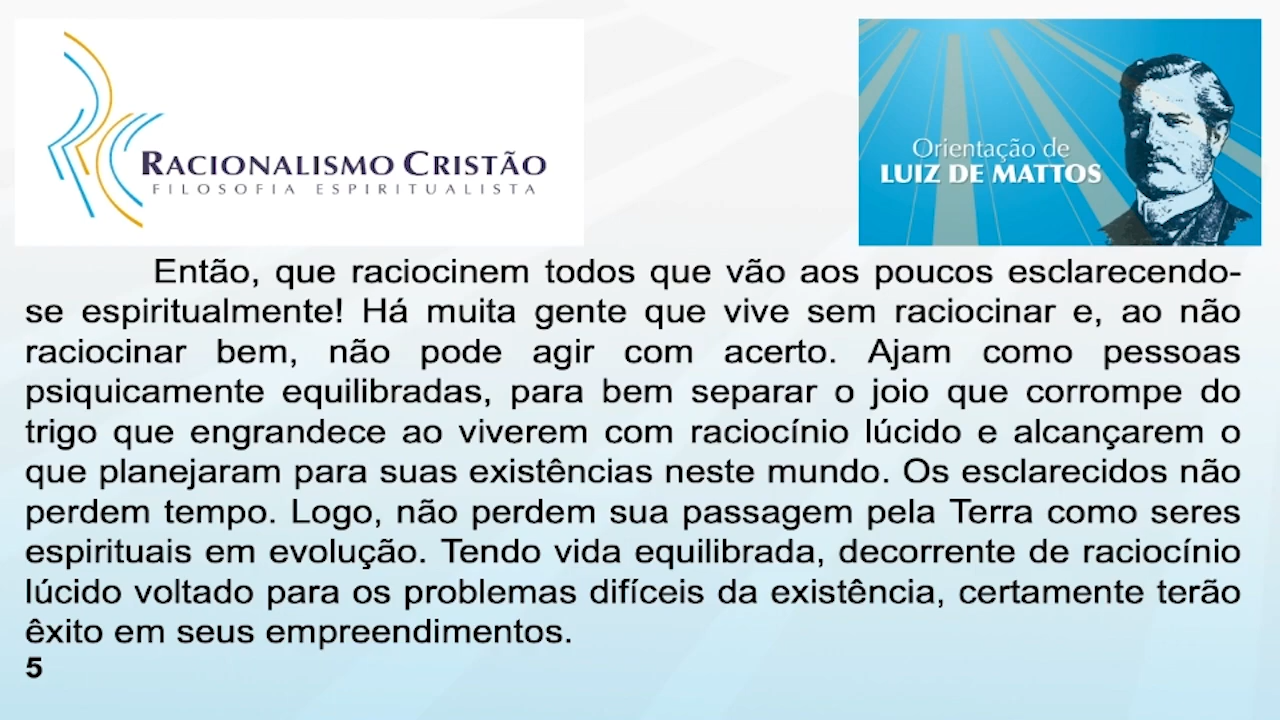 RACIONALISMO CRISTÃO
FILOSOFIA ESPIRITUALISTA
Orientação de
LUIZ DE MATTOS
Então, que raciocinem todos que vão aos poucos esclarecendo-
se espiritualmente! Há muita gente que vive sem raciocinar e, ao não
raciocinar bem, não pode agir com acerto. Ajam como pessoas
psiquicamente equilibradas, para bem separar o joio que corrompe do
trigo que engrandece ao viverem com raciocínio lúcido e alcançarem o
que planejaram para suas existências neste mundo. Os esclarecidos não
perdem tempo. Logo, não perdem sua passagem pela Terra como seres
espirituais em evolução. Tendo vida equilibrada, decorrente de raciocínio
lúcido voltado para os problemas difíceis da existência, certamente terão
êxito em seus empreendimentos.
5